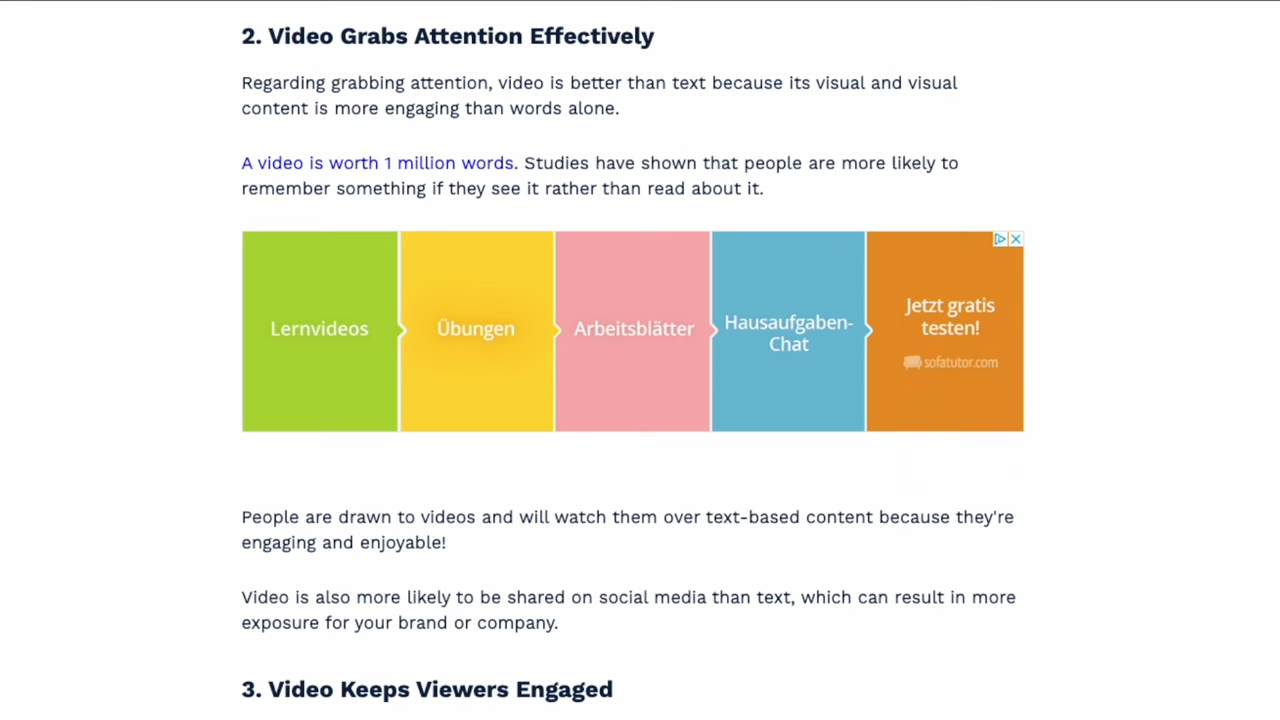 2. Video Grabs Attention Effectively
Regarding grabbing attention, video is better than text because its visual and visual
content is more engaging than words alone.
A video is worth 1 million words. Studies have shown that people are more likely to
remember something if they see it rather than read about it.
Lernvideos
Übungen
Arbeitsblätter
Hausaufgaben-
Chat
Jetzt gratis
testen!
sofatutor.com
People are drawn to videos and will watch them over text-based content because they're
engaging and enjoyable!
Video is also more likely to be shared on social media than text, which can result in more
exposure for your brand or company.
3. Video Keeps Viewers Engaged